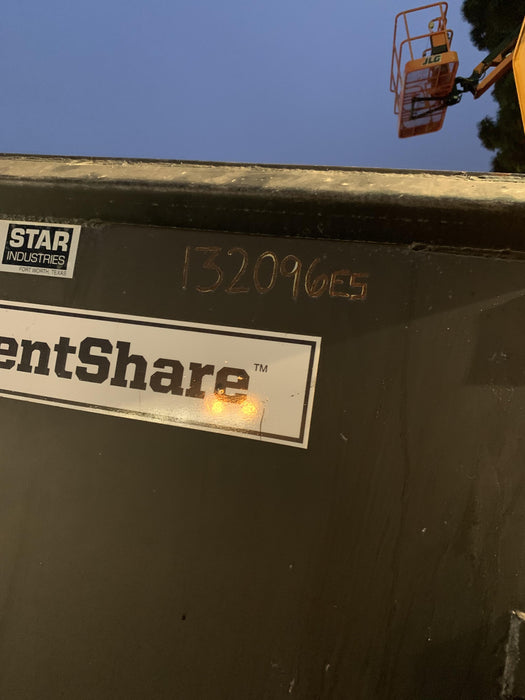 JLG
STAR
INDUSTRIES
FORT WORTH, TEXAS
132096ES
entShare™